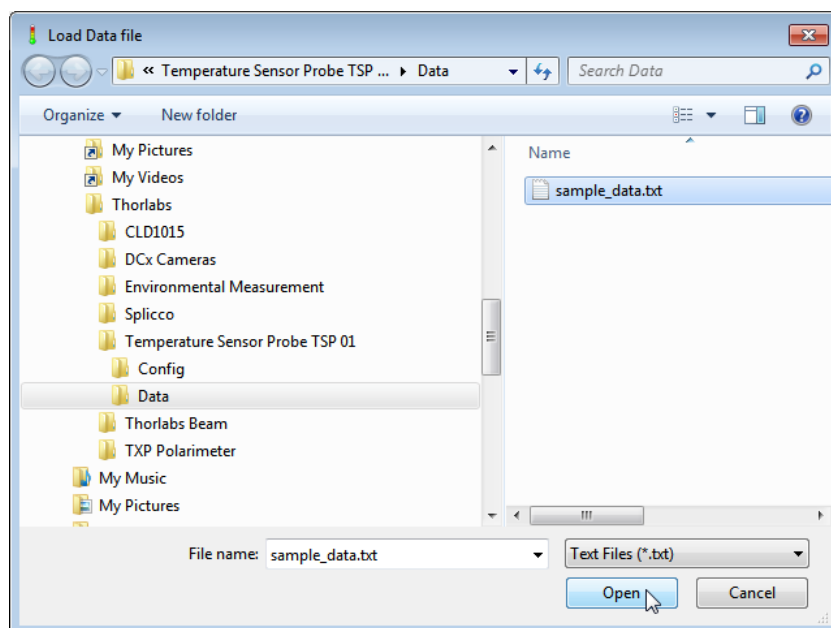 Load Data file
« Temperature Sensor Probe TSP ... ▸ Data
Search Data
Organize
New folder
My Pictures
My Videos
Thorlabs
CLD1015
DCx Cameras
Environmental Measurement
Splicco
Temperature Sensor Probe TSP 01
Config
Data
Thorlabs Beam
TXP Polarimeter
My Music
My Pictures
Name
sample_data.txt
File name: sample_data.txt
Text Files (*.txt)
Open
Cancel